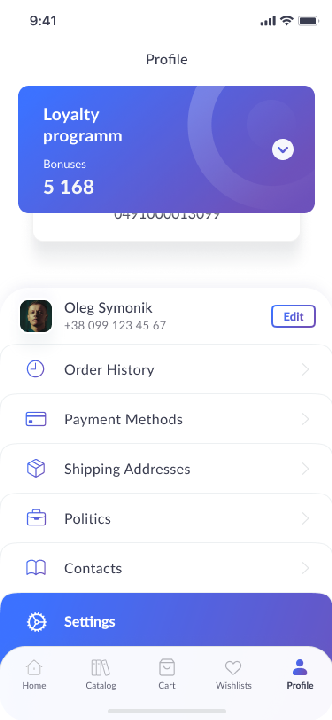 9:41
Profile
Loyalty
programm
Bonuses
5 168
0491000013099
Oleg Symonik
+38 099 123 45 67
Edit
Order History
Payment Methods
Shipping Addresses
Politics
Contacts
Settings
Home
Catalog
Cart
Wishlists
Profile